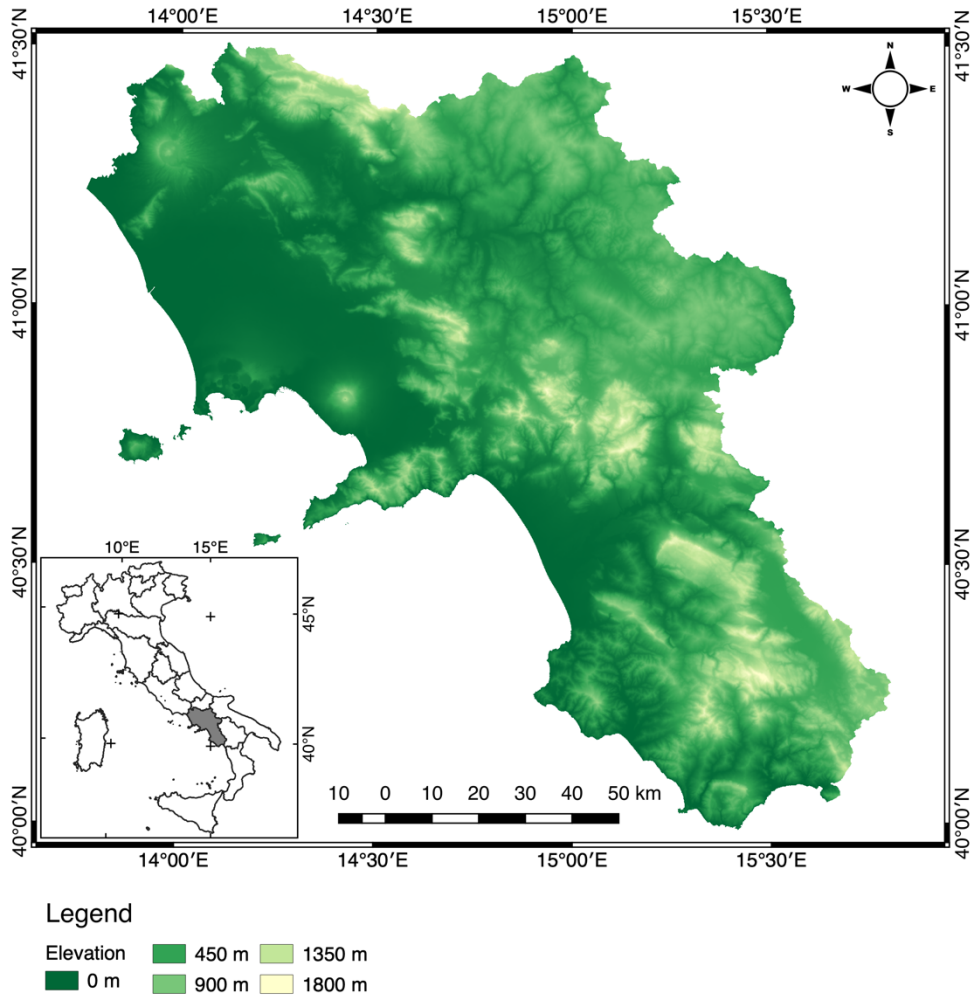 14°00′E 14°30′E 15°00′E 15°30′E
41°30′N 41°30′N
N
W E
S
41°00′N 41°00′N
40°30′N 40°30′N
10°E 15°E
45°N
40°N
10 0 10 20 30 40 50 km
40°00′N 40°00′N
14°00′E 14°30′E 15°00′E 15°30′E
Legend
Elevation 450 m 1350 m
0 m 900 m 1800 m